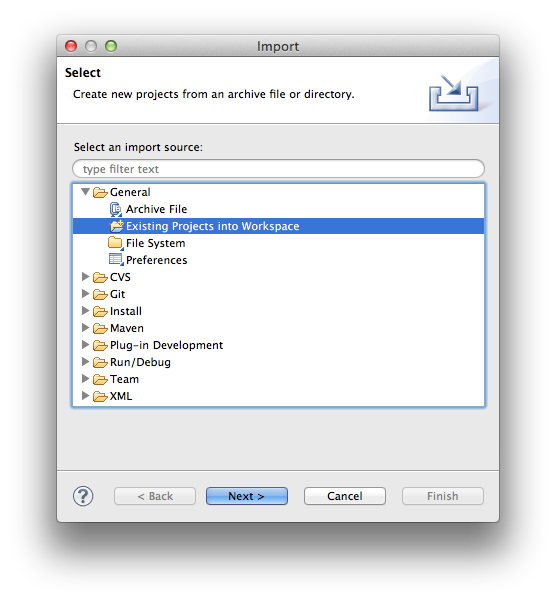 Import
Select
Create new projects from an archive file or directory.
Select an import source:
type filter text
General
Archive File
Existing Projects into Workspace
File System
Preferences
CVS
Git
Install
Maven
Plug-in Development
Run/Debug
Team
XML
? < Back Next > Cancel Finish